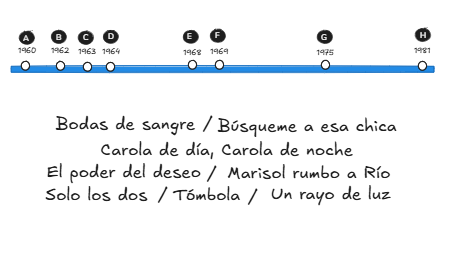 A B C D E F G H
1960 1962 1963 1964 1968 1969 1975 1981
Bodas de sangre / Búsqueme a esa chica
Carola de día, Carola de noche
El poder del deseo / Marisol rumbo a Río
Solo los dos / Tómbola / Un rayo de luz